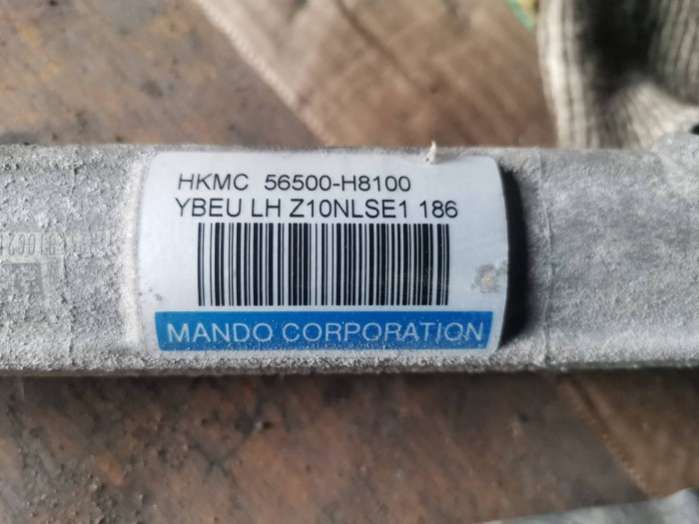 HKMC 56500-H8100
YBEU LH Z10NLSE1 186
MANDO CORPORATION